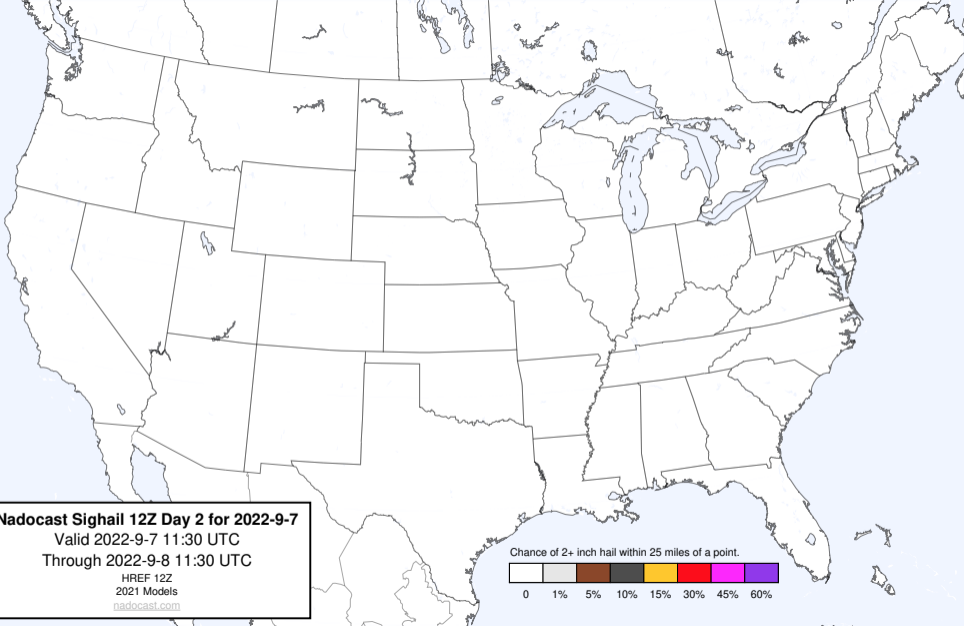 Nadocast Sighail 12Z Day 2 for 2022-9-7
Valid 2022-9-7 11:30 UTC
Through 2022-9-8 11:30 UTC
HREF 12Z
2021 Models
nadocast.com
Chance of 2+ inch hail within 25 miles of a point.
0 1% 5% 10% 15% 30% 45% 60%